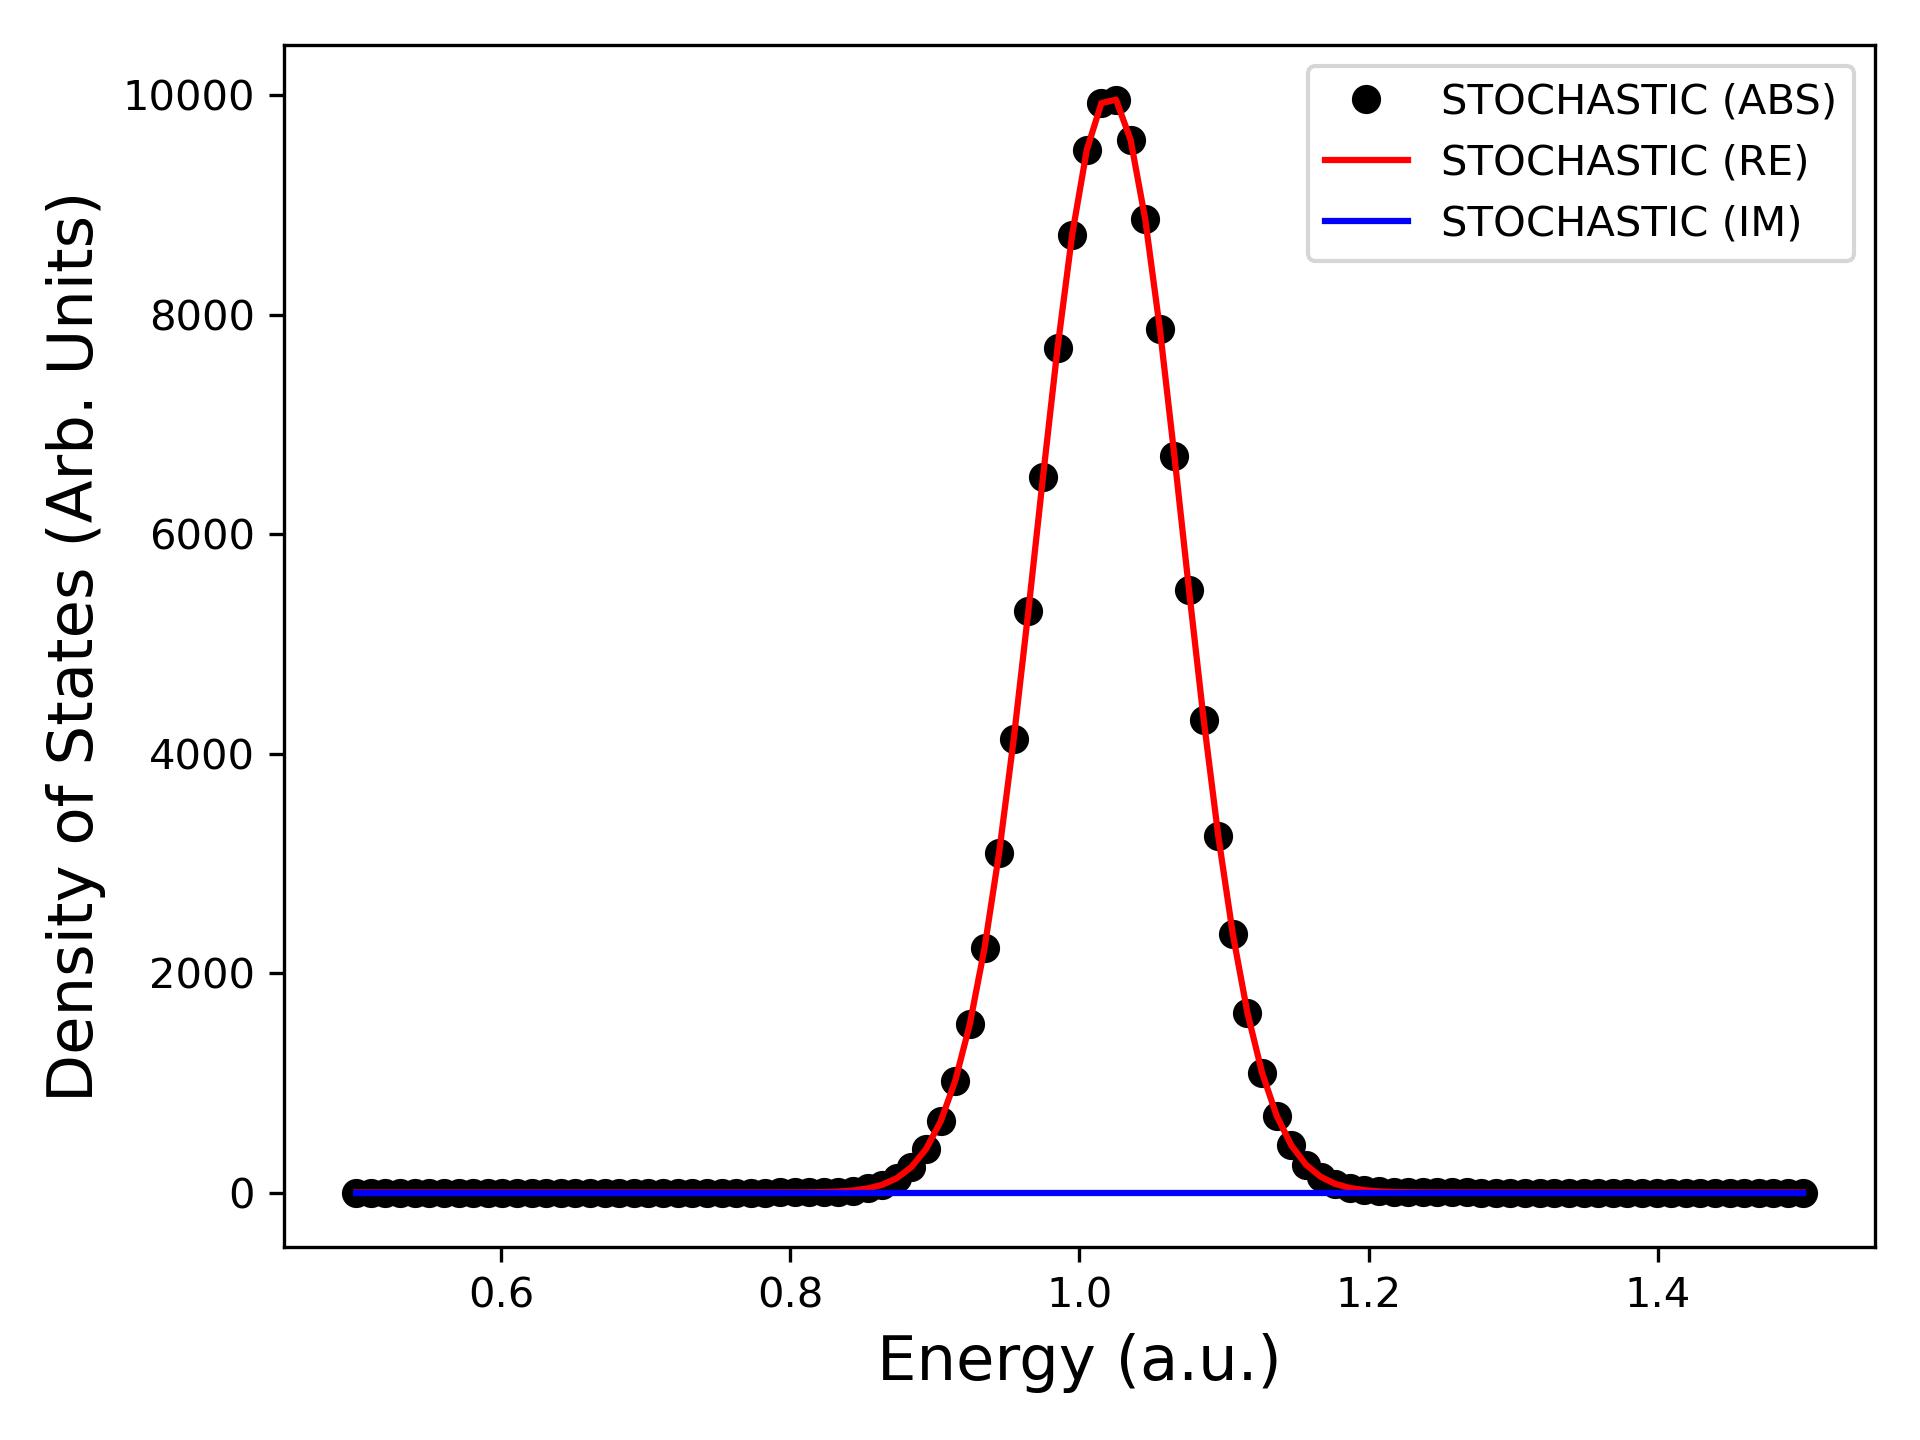 Density of States (Arb. Units)
10000
8000
6000
4000
2000
0
STOCHASTIC (ABS)
STOCHASTIC (RE)
STOCHASTIC (IM)
0.6 0.8 1.0 1.2 1.4
Energy (a.u.)